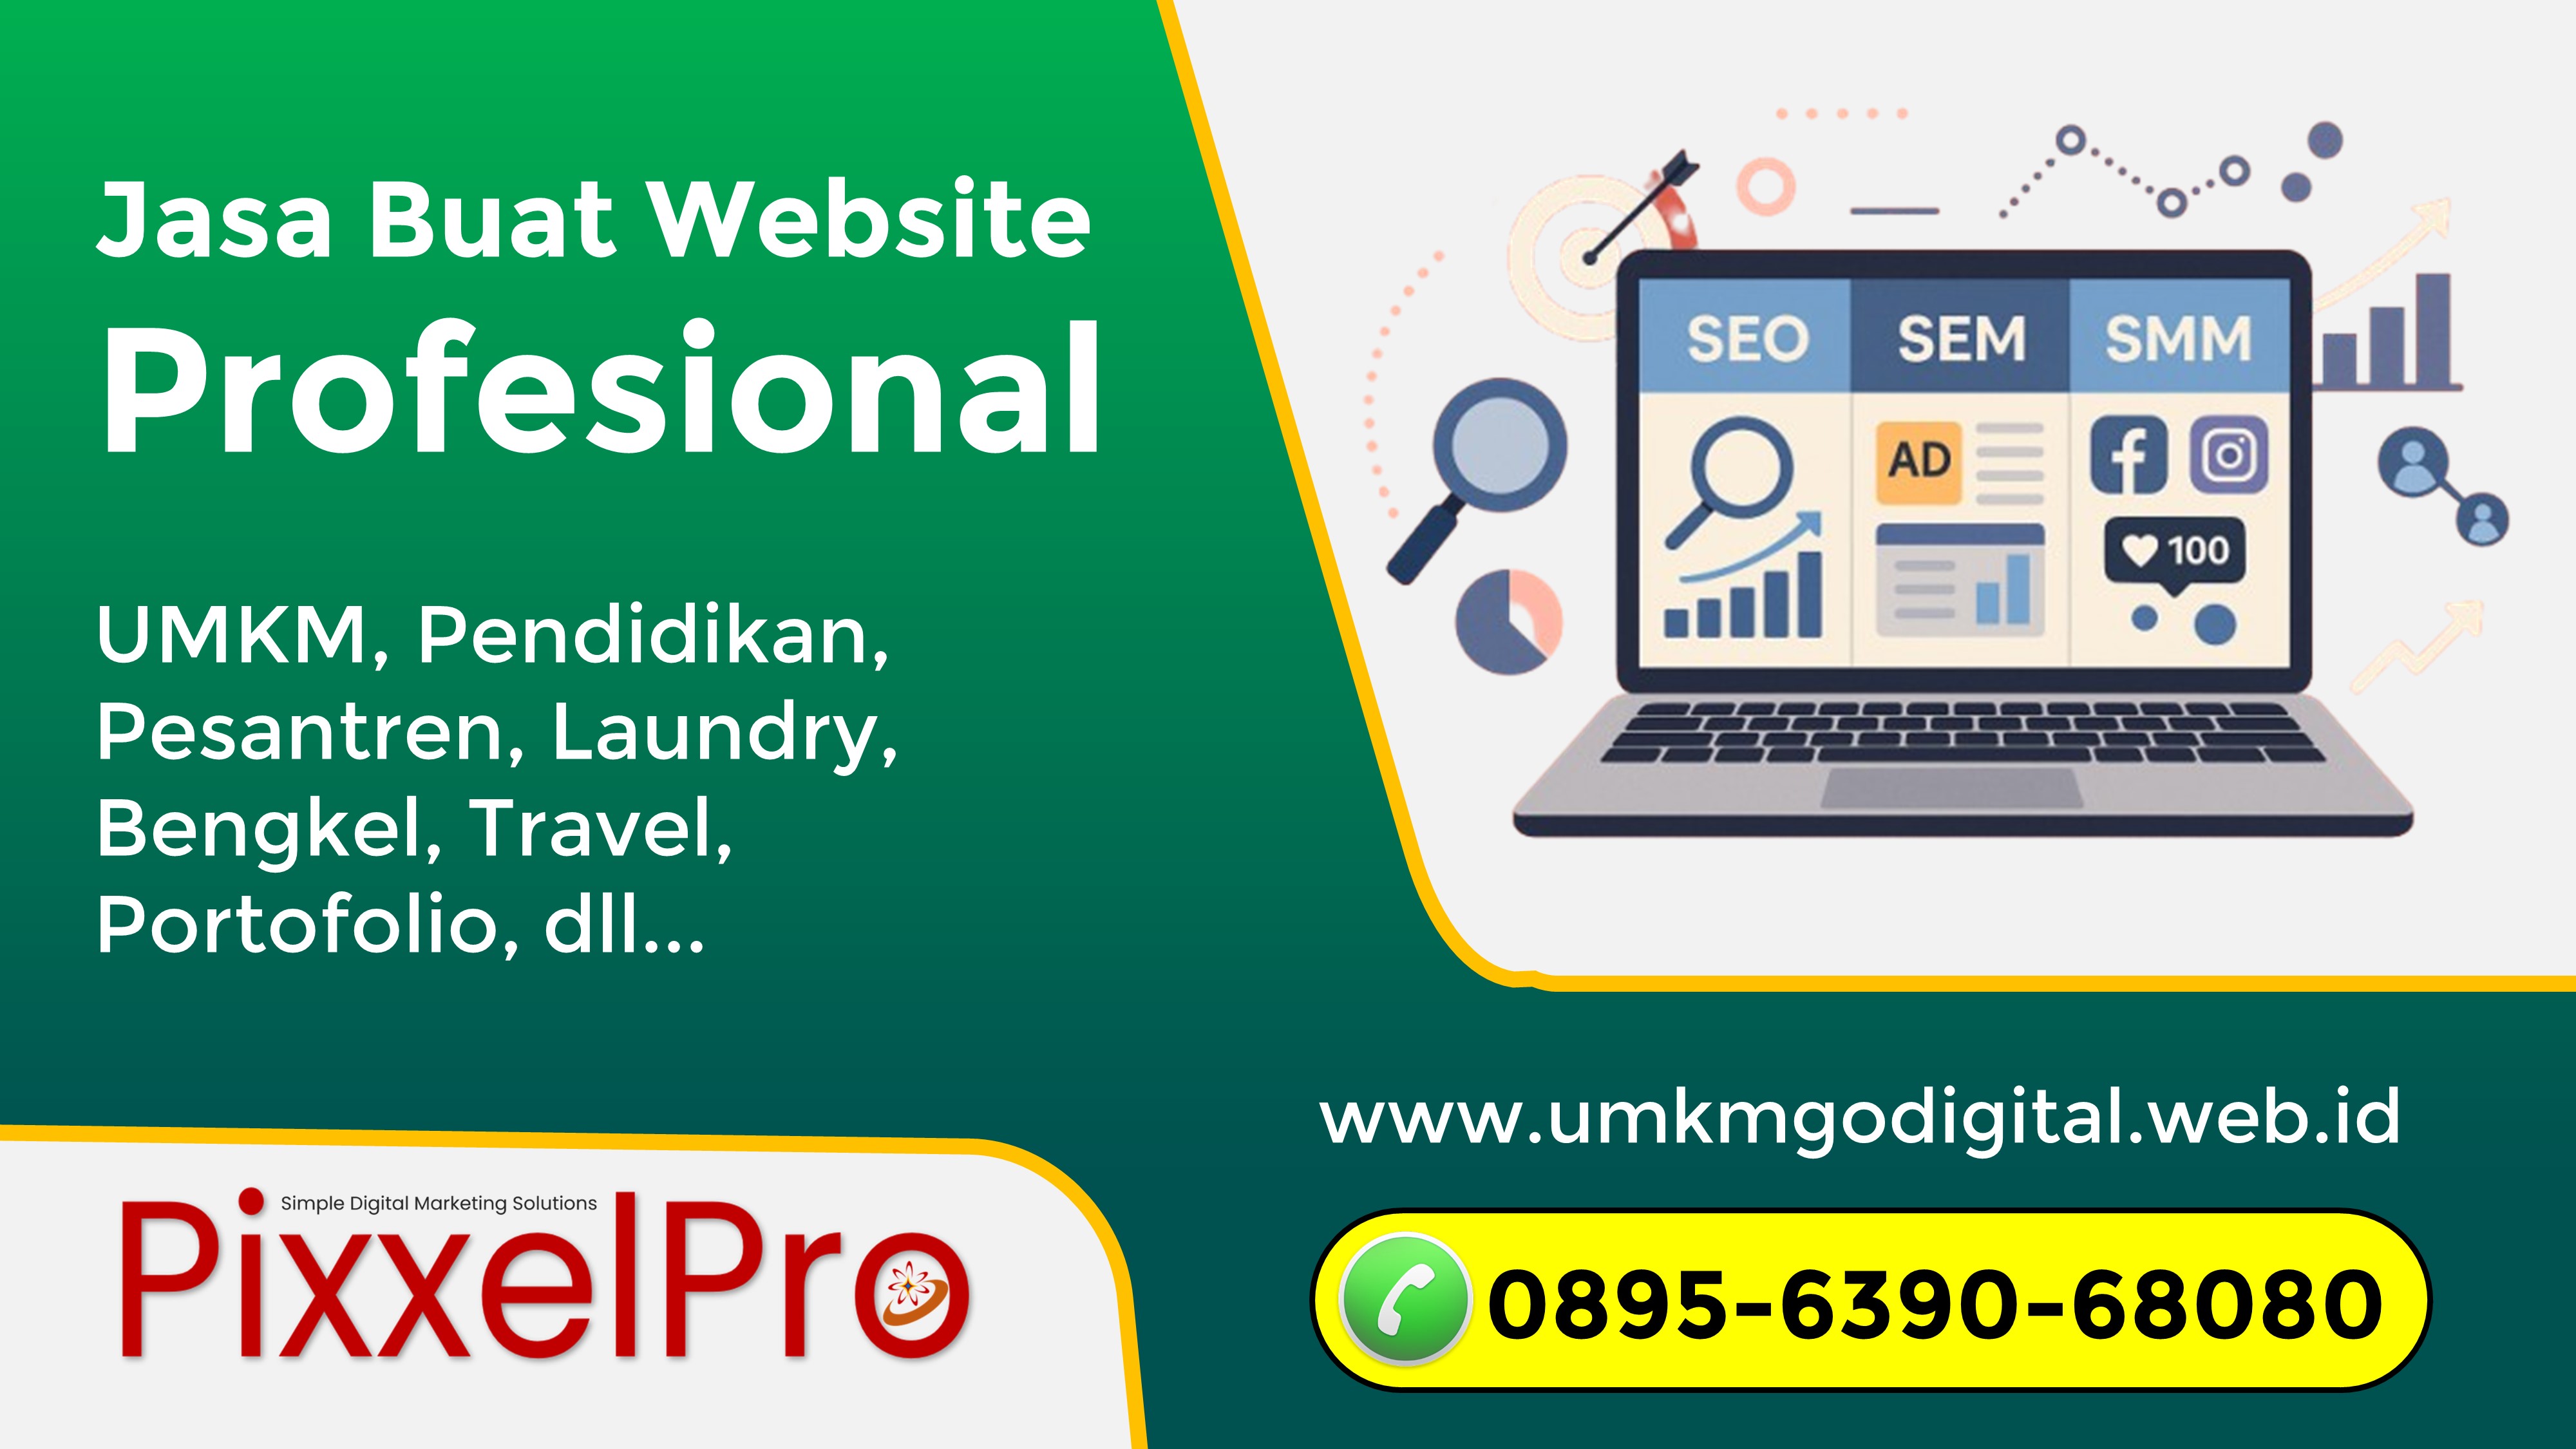 Jasa Buat Website
Profesional
UMKM, Pendidikan,
Pesantren, Laundry,
Bengkel, Travel,
Portofolio, dll...
SEO SEM SMM
AD
100
www.umkmgodigital.web.id
0895-6390-68080
Simple Digital Marketing Solutions
PixxelPro